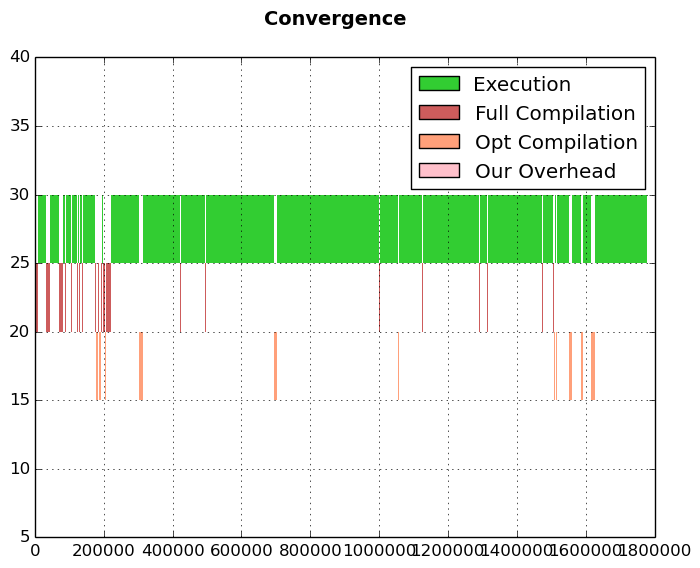 Convergence
40
35
30
25
20
15
10
5
Execution
Full Compilation
Opt Compilation
Our Overhead
0 200000 400000 600000 800000 1000000 1200000 1400000 1600000 1800000